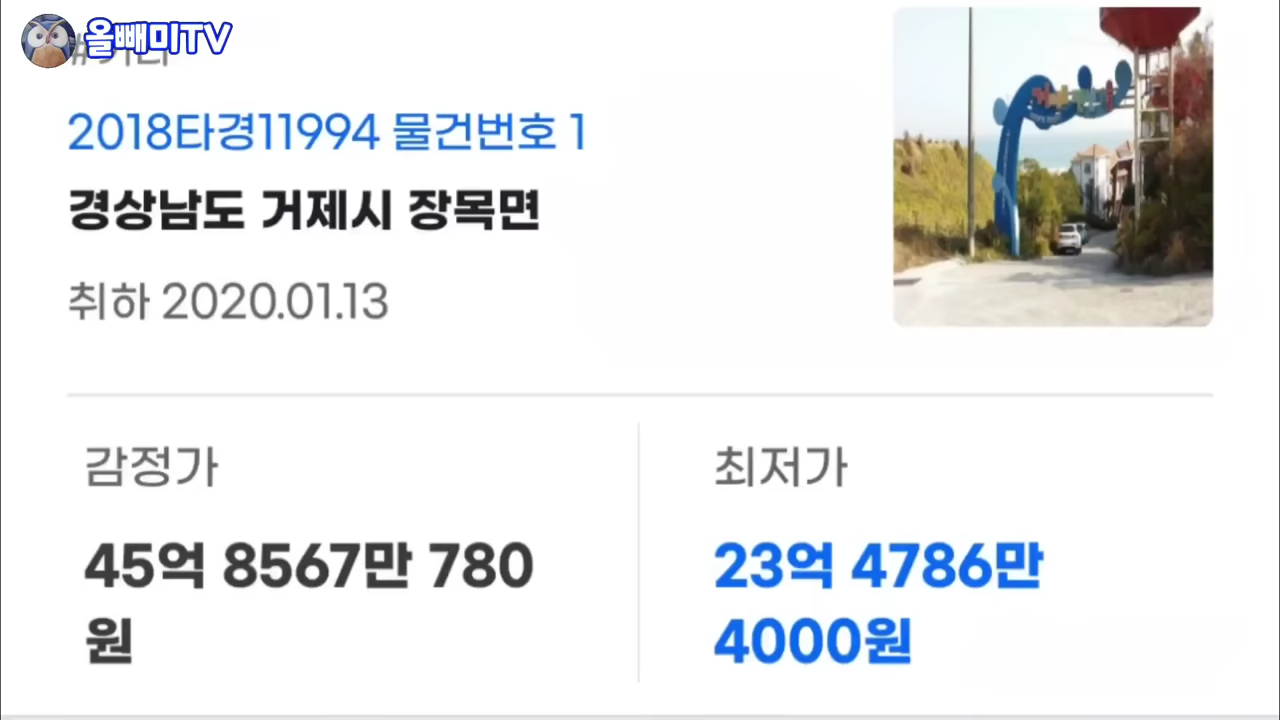 올빼미TV
2018타경11994 물건번호 1
경상남도 거제시 장목면
취하 2020.01.13
감정가
최저가
45억 8567만 780
원
23억 4786만
4000원